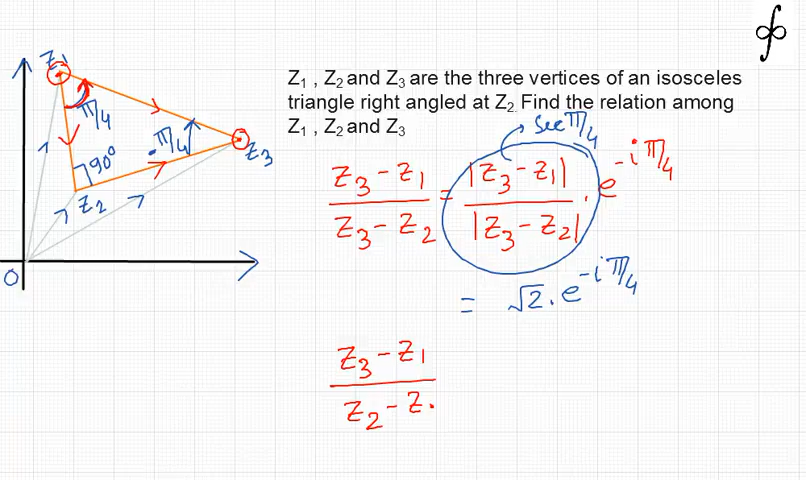 Z₁ , Z₂ and Z₃ are the three vertices of an isosceles
triangle right angled at Z₂. Find the relation among
Z₁ , Z₂ and Z₃
z₁
π/4
90°
π/4
z₃
z₂
O
sec π/4
(z₃ - z₁)/(z₃ - z₂) = |z₃ - z₁|/|z₃ - z₂| . e^(-iπ/4)
= √2 . e^(-iπ/4)
(z₃ - z₁)/(z₂ - z.